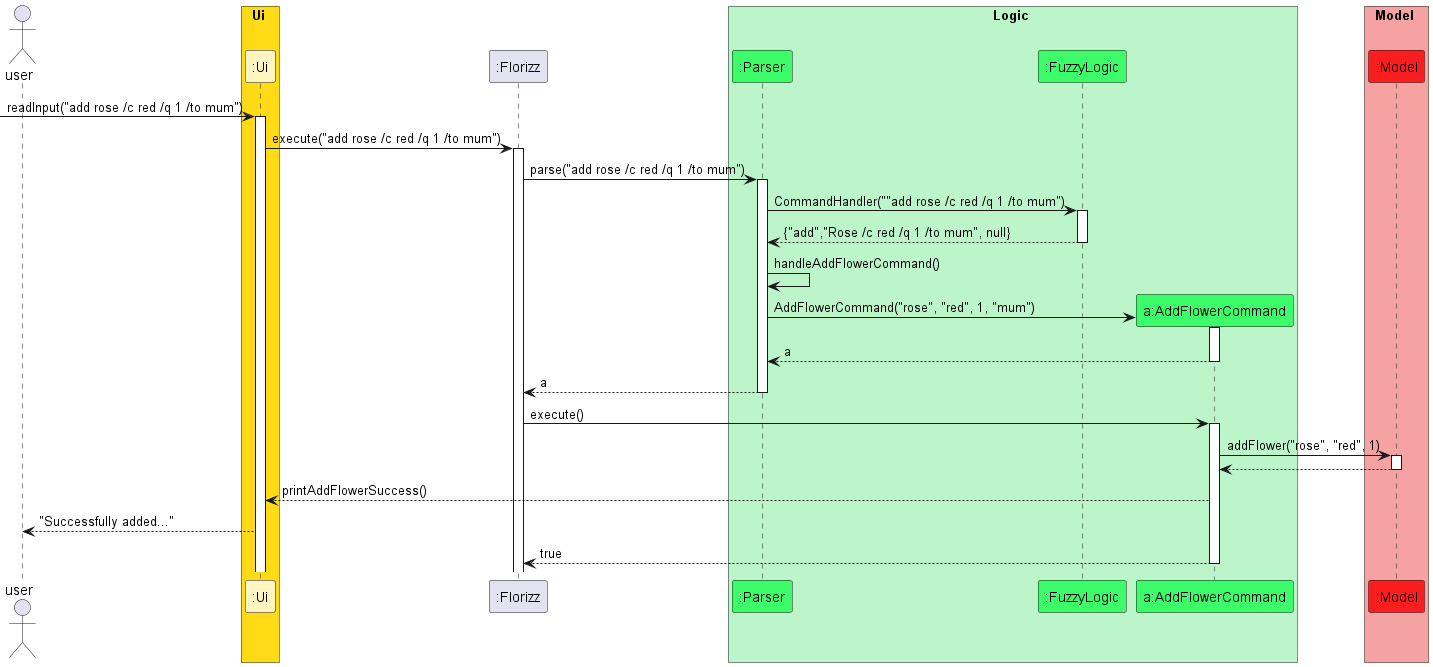 Ui
Logic
Model
user
:Ui
:Florizz
:Parser
:FuzzyLogic
:Model
readInput("add rose /c red /q 1 /to mum")
execute("add rose /c red /q 1 /to mum")
parse("add rose /c red /q 1 /to mum")
CommandHandler(""add rose /c red /q 1 /to mum")
{"add","Rose /c red /q 1 /to mum", null}
handleAddFlowerCommand()
AddFlowerCommand("rose", "red", 1, "mum")
a:AddFlowerCommand
a
a
execute()
addFlower("rose", "red", 1)
printAddFlowerSuccess()
"Successfully added..."
true
user
:Ui
:Florizz
:Parser
:FuzzyLogic
a:AddFlowerCommand
:Model